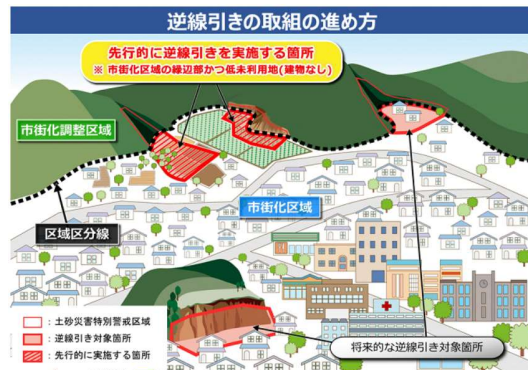 逆線引きの取組の進め方
先行的に逆線引きを実施する箇所
※ 市街化区域の縁辺部かつ低未利用地(建物なし)
市街化調整区域
市街化区域
区域区分線
：土砂災害特別警戒区域
：逆線引き対象箇所
：先行的に実施する箇所
将来的な逆線引き対象箇所